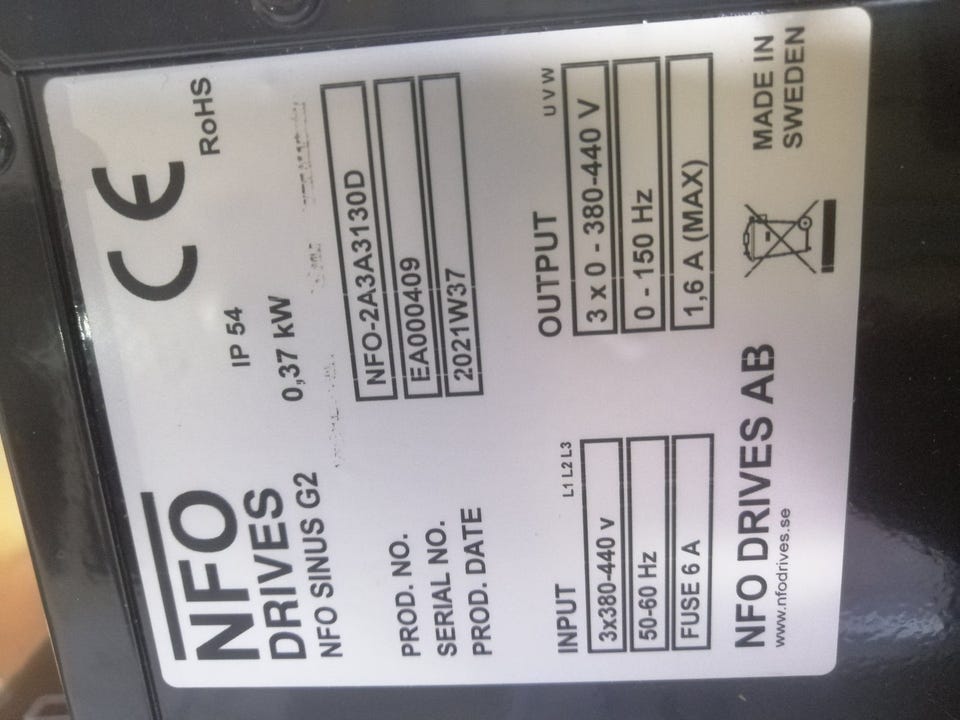 NFO
DRIVES
NFO SINUS G2
IP 54
0,37 kW
CE
RoHS
PROD. NO. NFO-2A3A3130D
SERIAL NO. EA000409
PROD. DATE 2021W37
INPUT L1 L2 L3
3x380-440 v
50-60 Hz
FUSE 6 A
OUTPUT U V W
3 x 0 - 380-440 V
0 - 150 Hz
1,6 A (MAX)
NFO DRIVES AB
www.nfodrives.se
MADE IN
SWEDEN